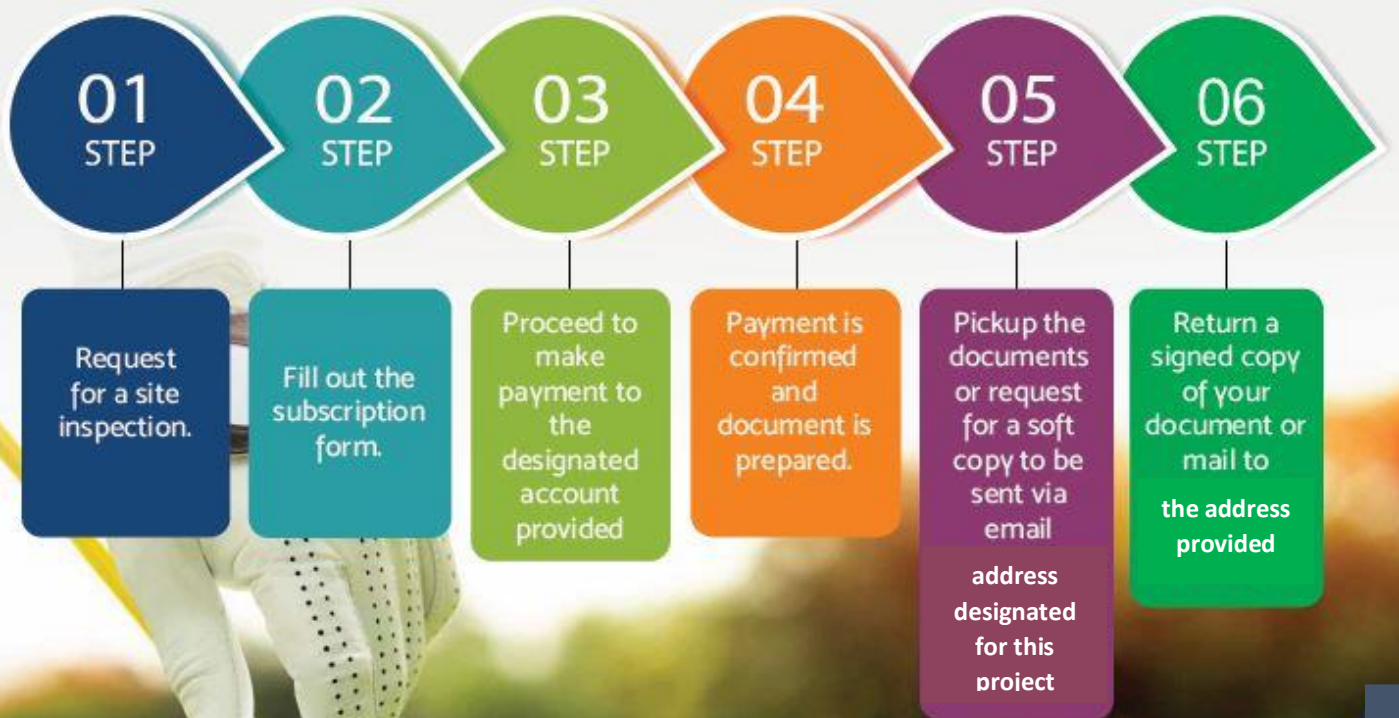 01
STEP
02
STEP
03
STEP
04
STEP
05
STEP
06
STEP
Request
for a site
inspection.
Fill out the
subscription
form.
Proceed to
make
payment to
the
designated
account
provided
Payment is
confirmed
and
document is
prepared.
Pickup the
documents
or request
for a soft
copy to be
sent via
email
address
designated
for this
project
Return a
signed copy
of your
document or
mail to
the address
provided